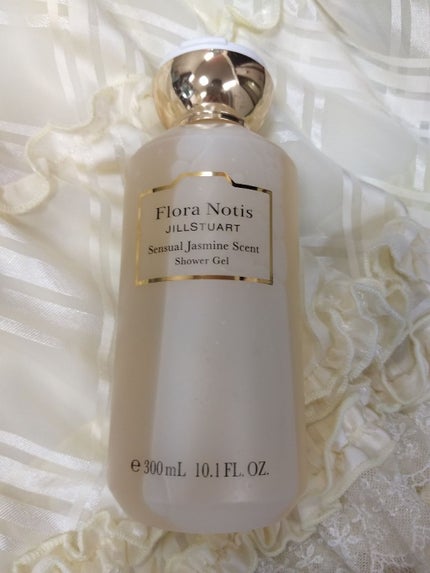 Flora Notis
JILLSTUART
Sensual Jasmine Scent
Shower Gel
℮ 300 mL 10.1 FL. OZ.